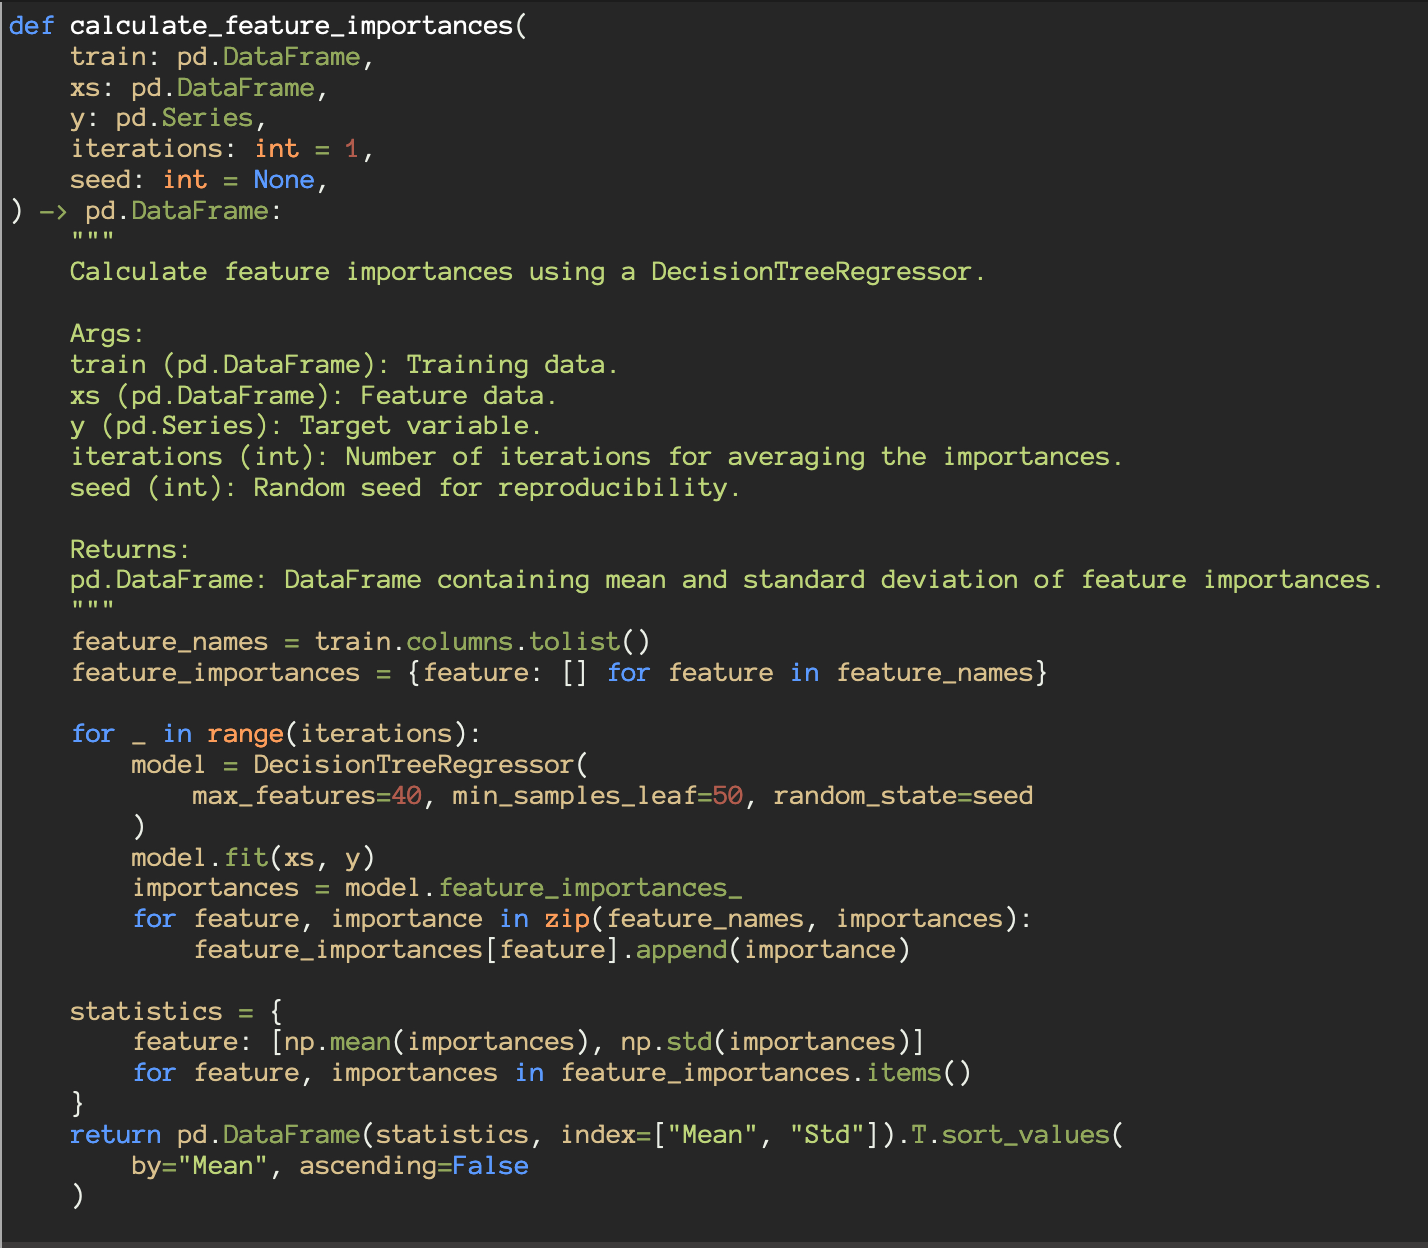 def calculate_feature_importances(
    train: pd.DataFrame,
    xs: pd.DataFrame,
    y: pd.Series,
    iterations: int = 1,
    seed: int = None,
) -> pd.DataFrame:
    """
    Calculate feature importances using a DecisionTreeRegressor.

    Args:
    train (pd.DataFrame): Training data.
    xs (pd.DataFrame): Feature data.
    y (pd.Series): Target variable.
    iterations (int): Number of iterations for averaging the importances.
    seed (int): Random seed for reproducibility.

    Returns:
    pd.DataFrame: DataFrame containing mean and standard deviation of feature importances.
    """
    feature_names = train.columns.tolist()
    feature_importances = {feature: [] for feature in feature_names}

    for _ in range(iterations):
        model = DecisionTreeRegressor(
            max_features=40, min_samples_leaf=50, random_state=seed
        )
        model.fit(xs, y)
        importances = model.feature_importances_
        for feature, importance in zip(feature_names, importances):
            feature_importances[feature].append(importance)

    statistics = {
        feature: [np.mean(importances), np.std(importances)]
        for feature, importances in feature_importances.items()
    }
    return pd.DataFrame(statistics, index=["Mean", "Std"]).T.sort_values(
        by="Mean", ascending=False
    )